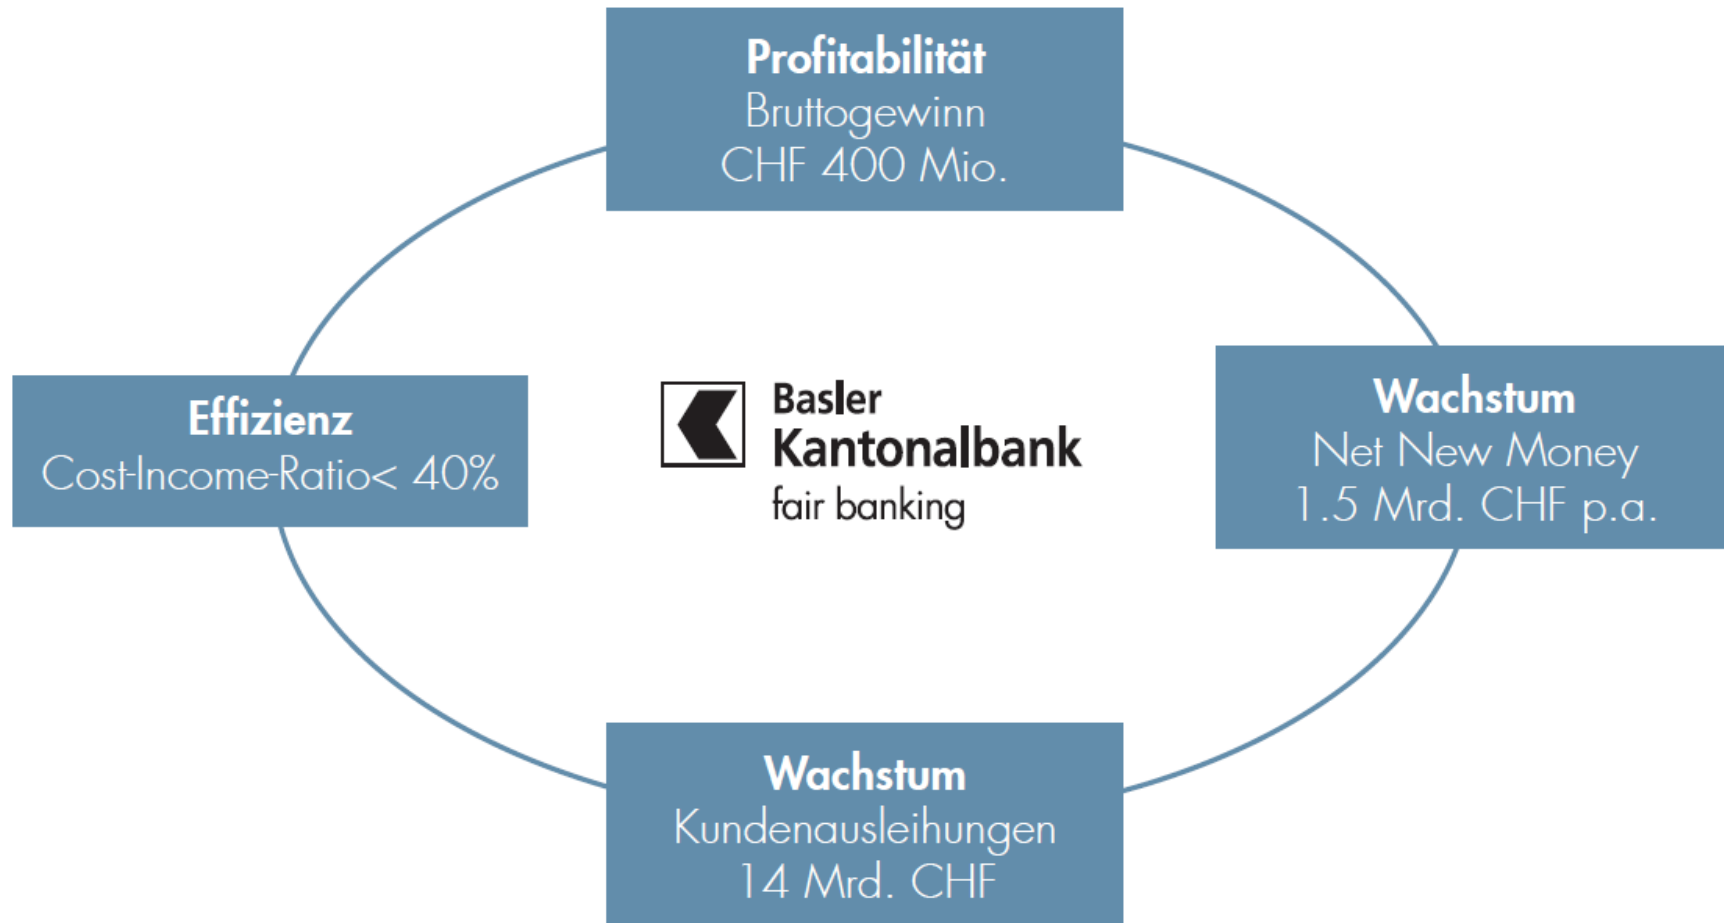 Profitabilität
Bruttogewinn
CHF 400 Mio.
Effizienz
Cost-Income-Ratio< 40%
Basler
Kantonalbank
fair banking
Wachstum
Net New Money
1.5 Mrd. CHF p.a.
Wachstum
Kundenausleihungen
14 Mrd. CHF